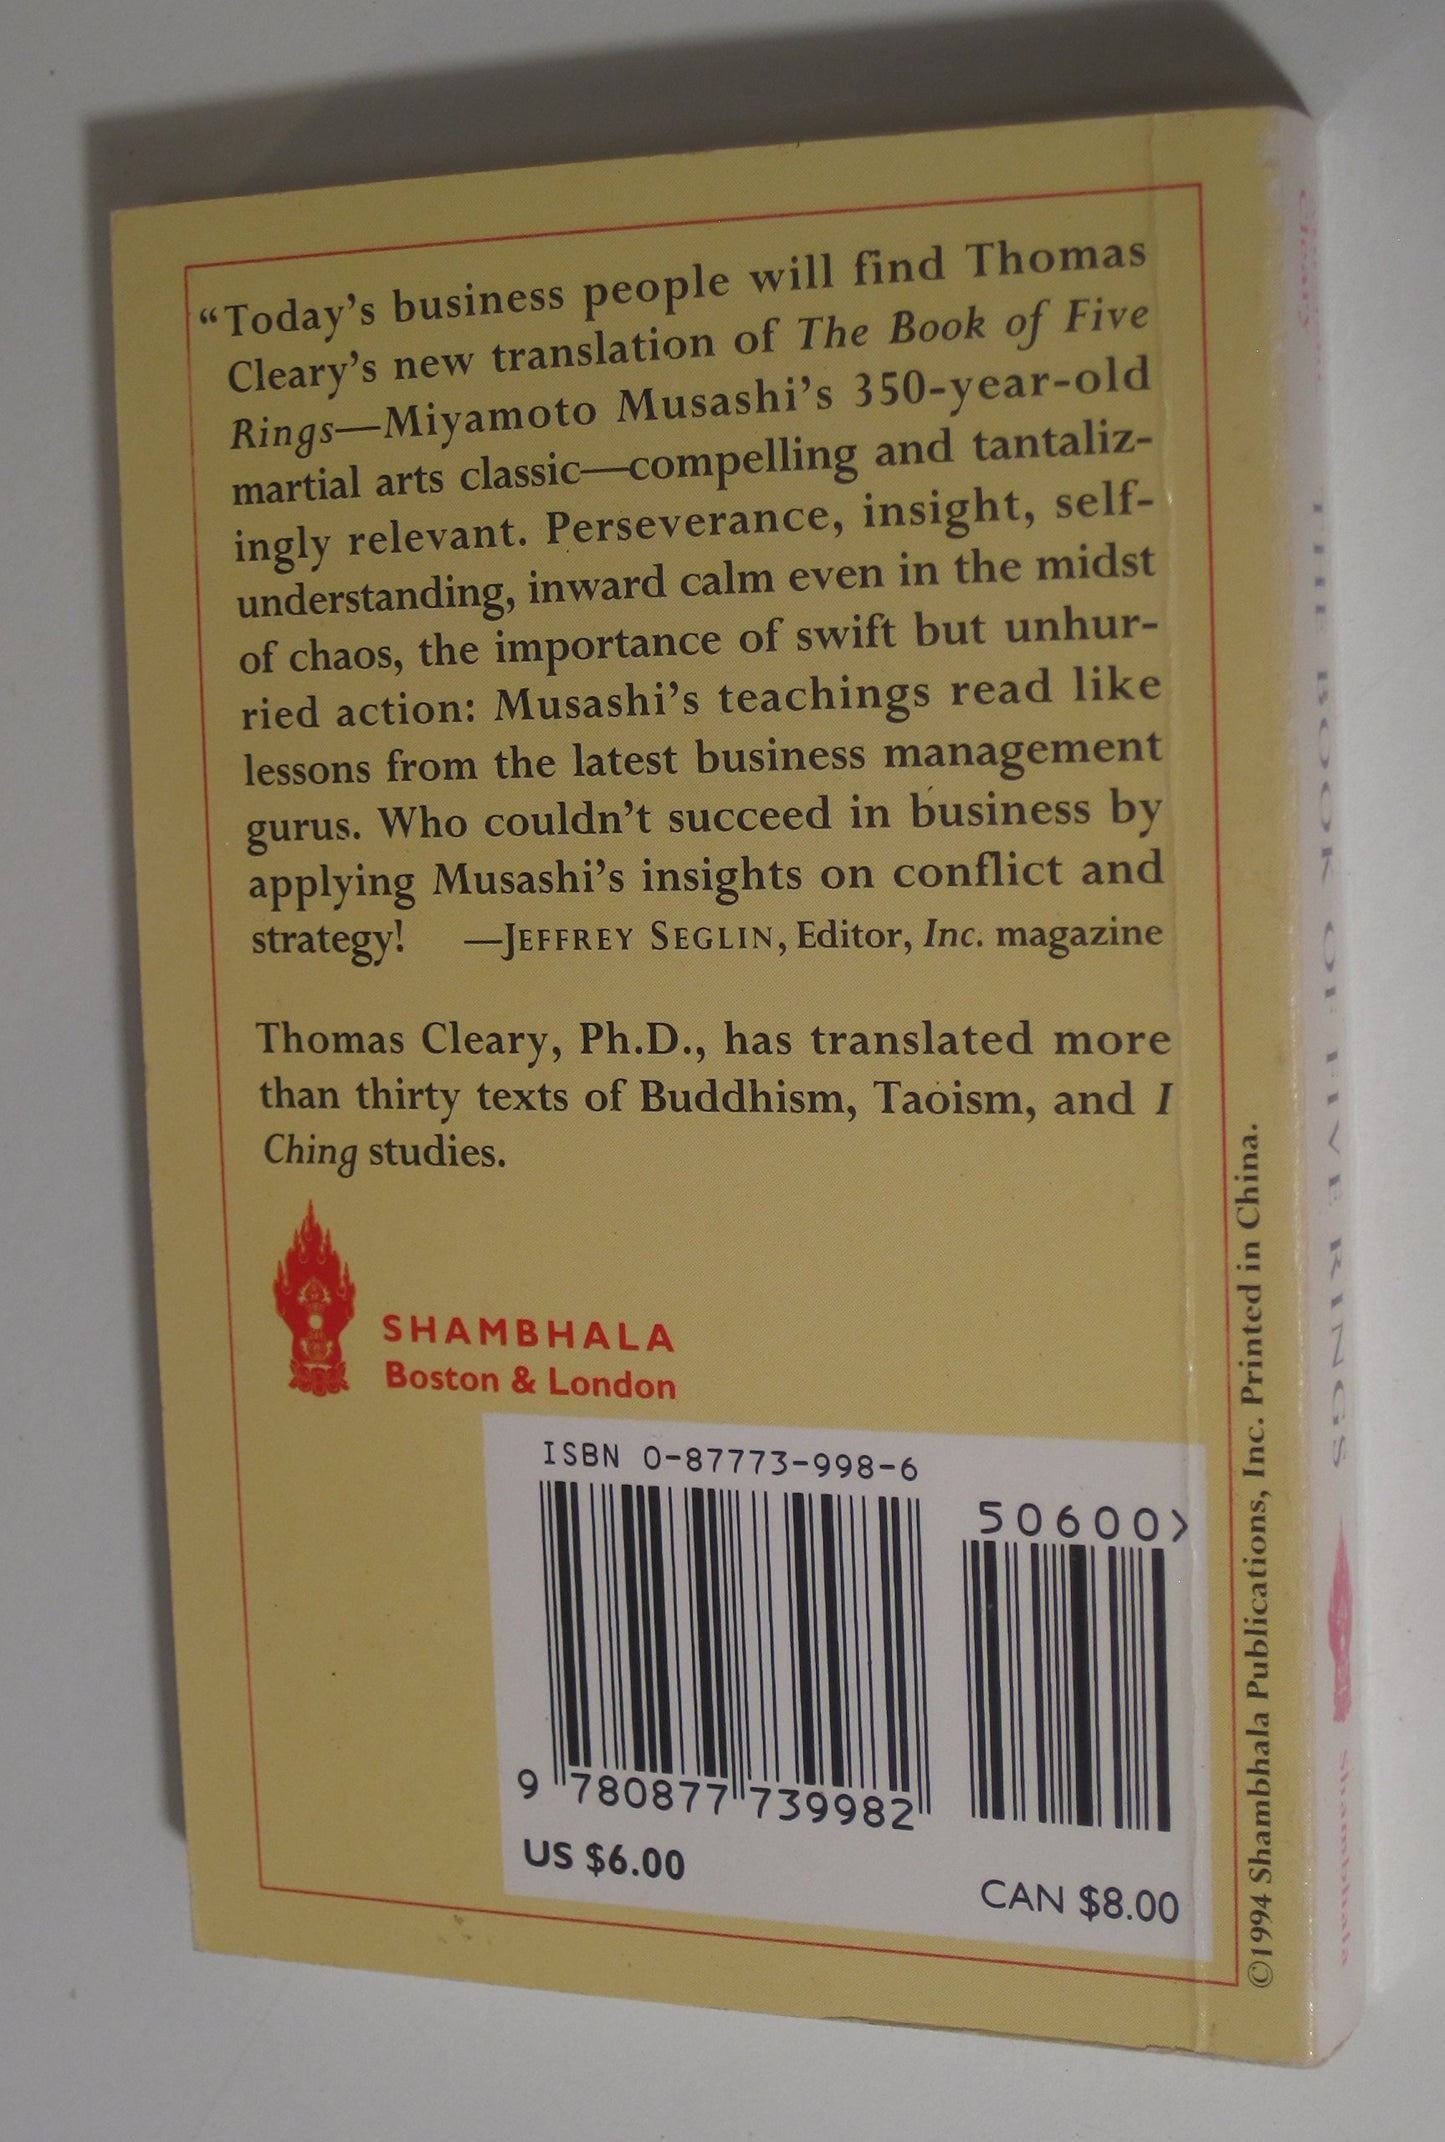 “Today’s business people will find Thomas
Cleary’s new translation of The Book of Five
Rings—Miyamoto Musashi’s 350-year-old
martial arts classic—compelling and tantaliz-
ingly relevant. Perseverance, insight, self-
understanding, inward calm even in the midst
of chaos, the importance of swift but unhur-
ried action: Musashi’s teachings read like
lessons from the latest business management
gurus. Who couldn’t succeed in business by
applying Musashi’s insights on conflict and
strategy! —JEFFREY SEGLIN, Editor, Inc. magazine
Thomas Cleary, Ph.D., has translated more
than thirty texts of Buddhism, Taoism, and I
Ching studies.
SHAMBHALA
Boston & London
ISBN 0-87773-998-6
50600>
9 780877 739982
US $6.00
CAN $8.00
©1994 Shambhala Publications, Inc. Printed in China.
Cleary
THE BOOK OF FIVE RINGS
Shambhala